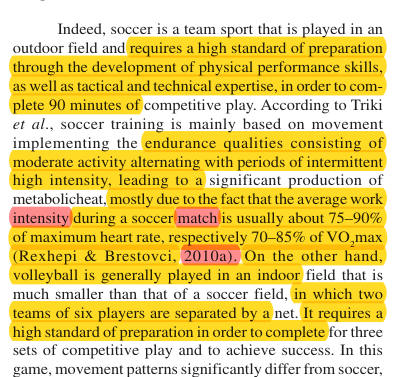 Indeed, soccer is a team sport that is played in an
outdoor field and requires a high standard of preparation
through the development of physical performance skills,
as well as tactical and technical expertise, in order to com-
plete 90 minutes of competitive play. According to Triki
et al., soccer training is mainly based on movement
implementing the endurance qualities consisting of
moderate activity alternating with periods of intermittent
high intensity, leading to a significant production of
metabolicheat, mostly due to the fact that the average work
intensity during a soccer match is usually about 75–90%
of maximum heart rate, respectively 70–85% of VO2max
(Rexhepi & Brestovci, 2010a). On the other hand,
volleyball is generally played in an indoor field that is
much smaller than that of a soccer field, in which two
teams of six players are separated by a net. It requires a
high standard of preparation in order to complete for three
sets of competitive play and to achieve success. In this
game, movement patterns significantly differ from soccer,